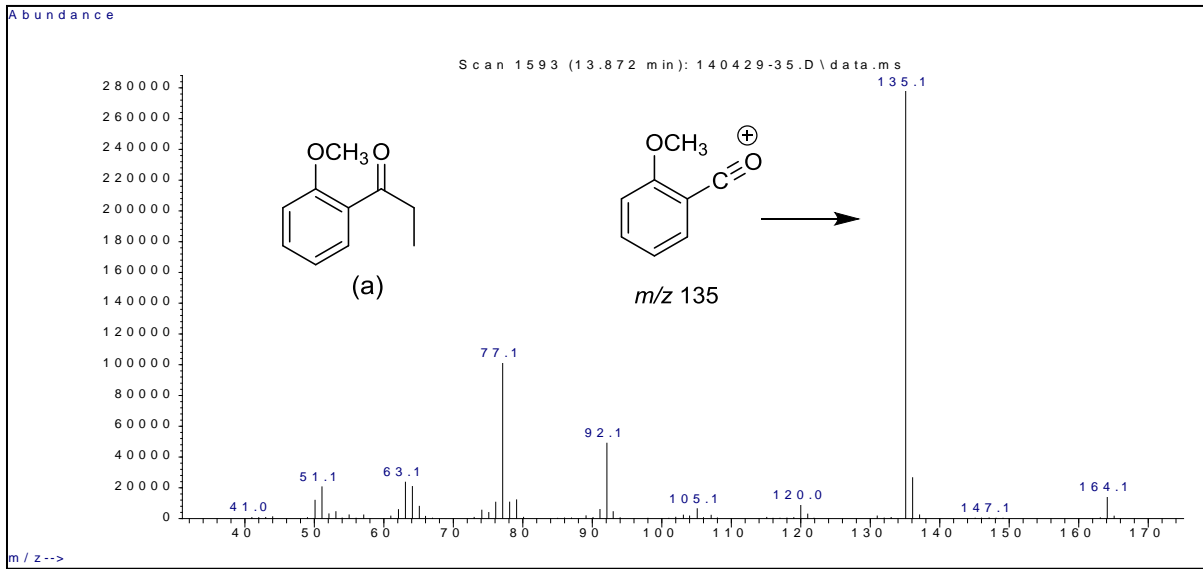 Abundance
Scan 1593 (13.872 min): 140429-35.D\data.ms
280000
260000
240000
220000
200000
180000
160000
140000
120000
100000
80000
60000
40000
20000
0
135.1
OCH3 O
(a)
OCH3
⊕
C O
m/z 135
77.1
92.1
51.1
63.1
41.0
105.1
120.0
147.1
164.1
40 50 60 70 80 90 100 110 120 130 140 150 160 170
m/z-->